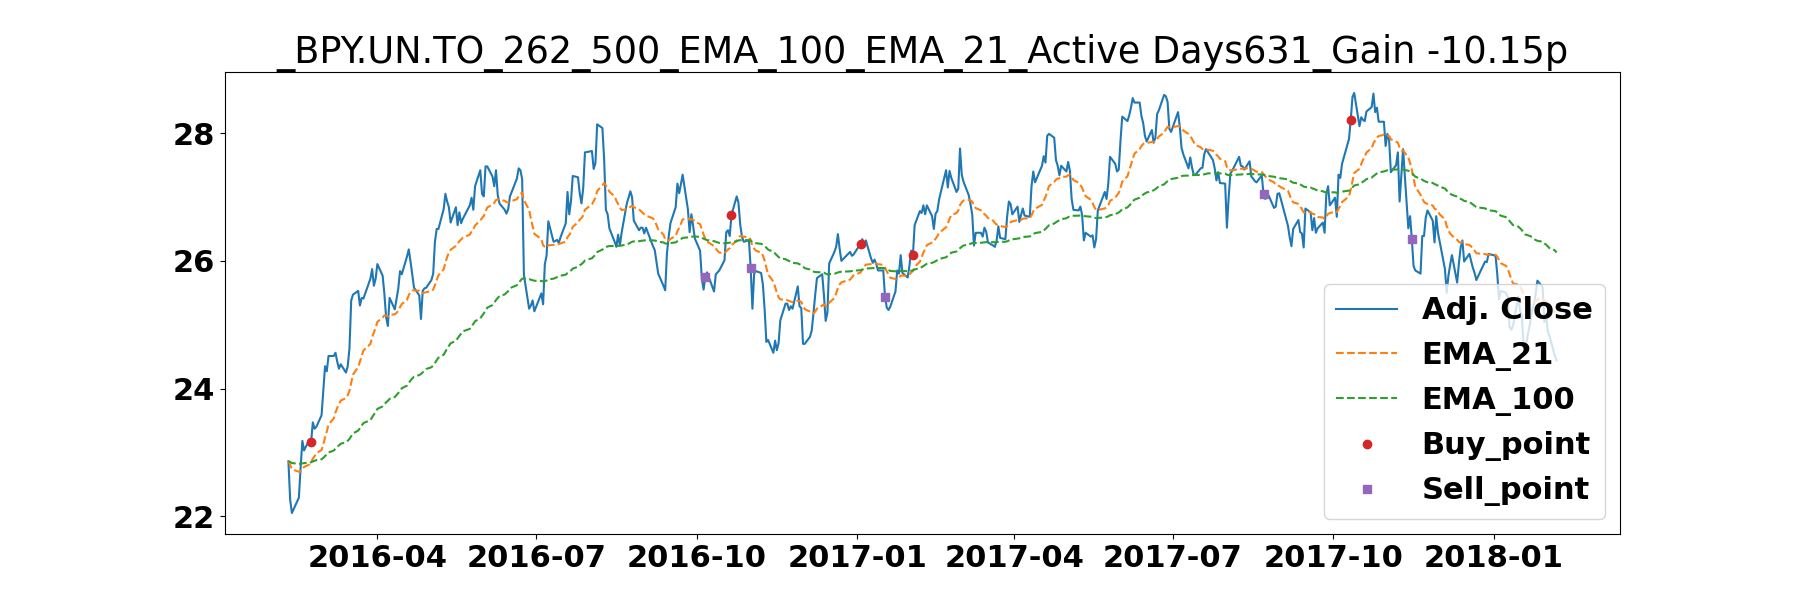 _BPY.UN.TO_262_500_EMA_100_EMA_21_Active Days631_Gain -10.15p
28
26
24
22
Adj. Close
EMA_21
EMA_100
Buy_point
Sell_point
2016-04 2016-07 2016-10 2017-01 2017-04 2017-07 2017-10 2018-01